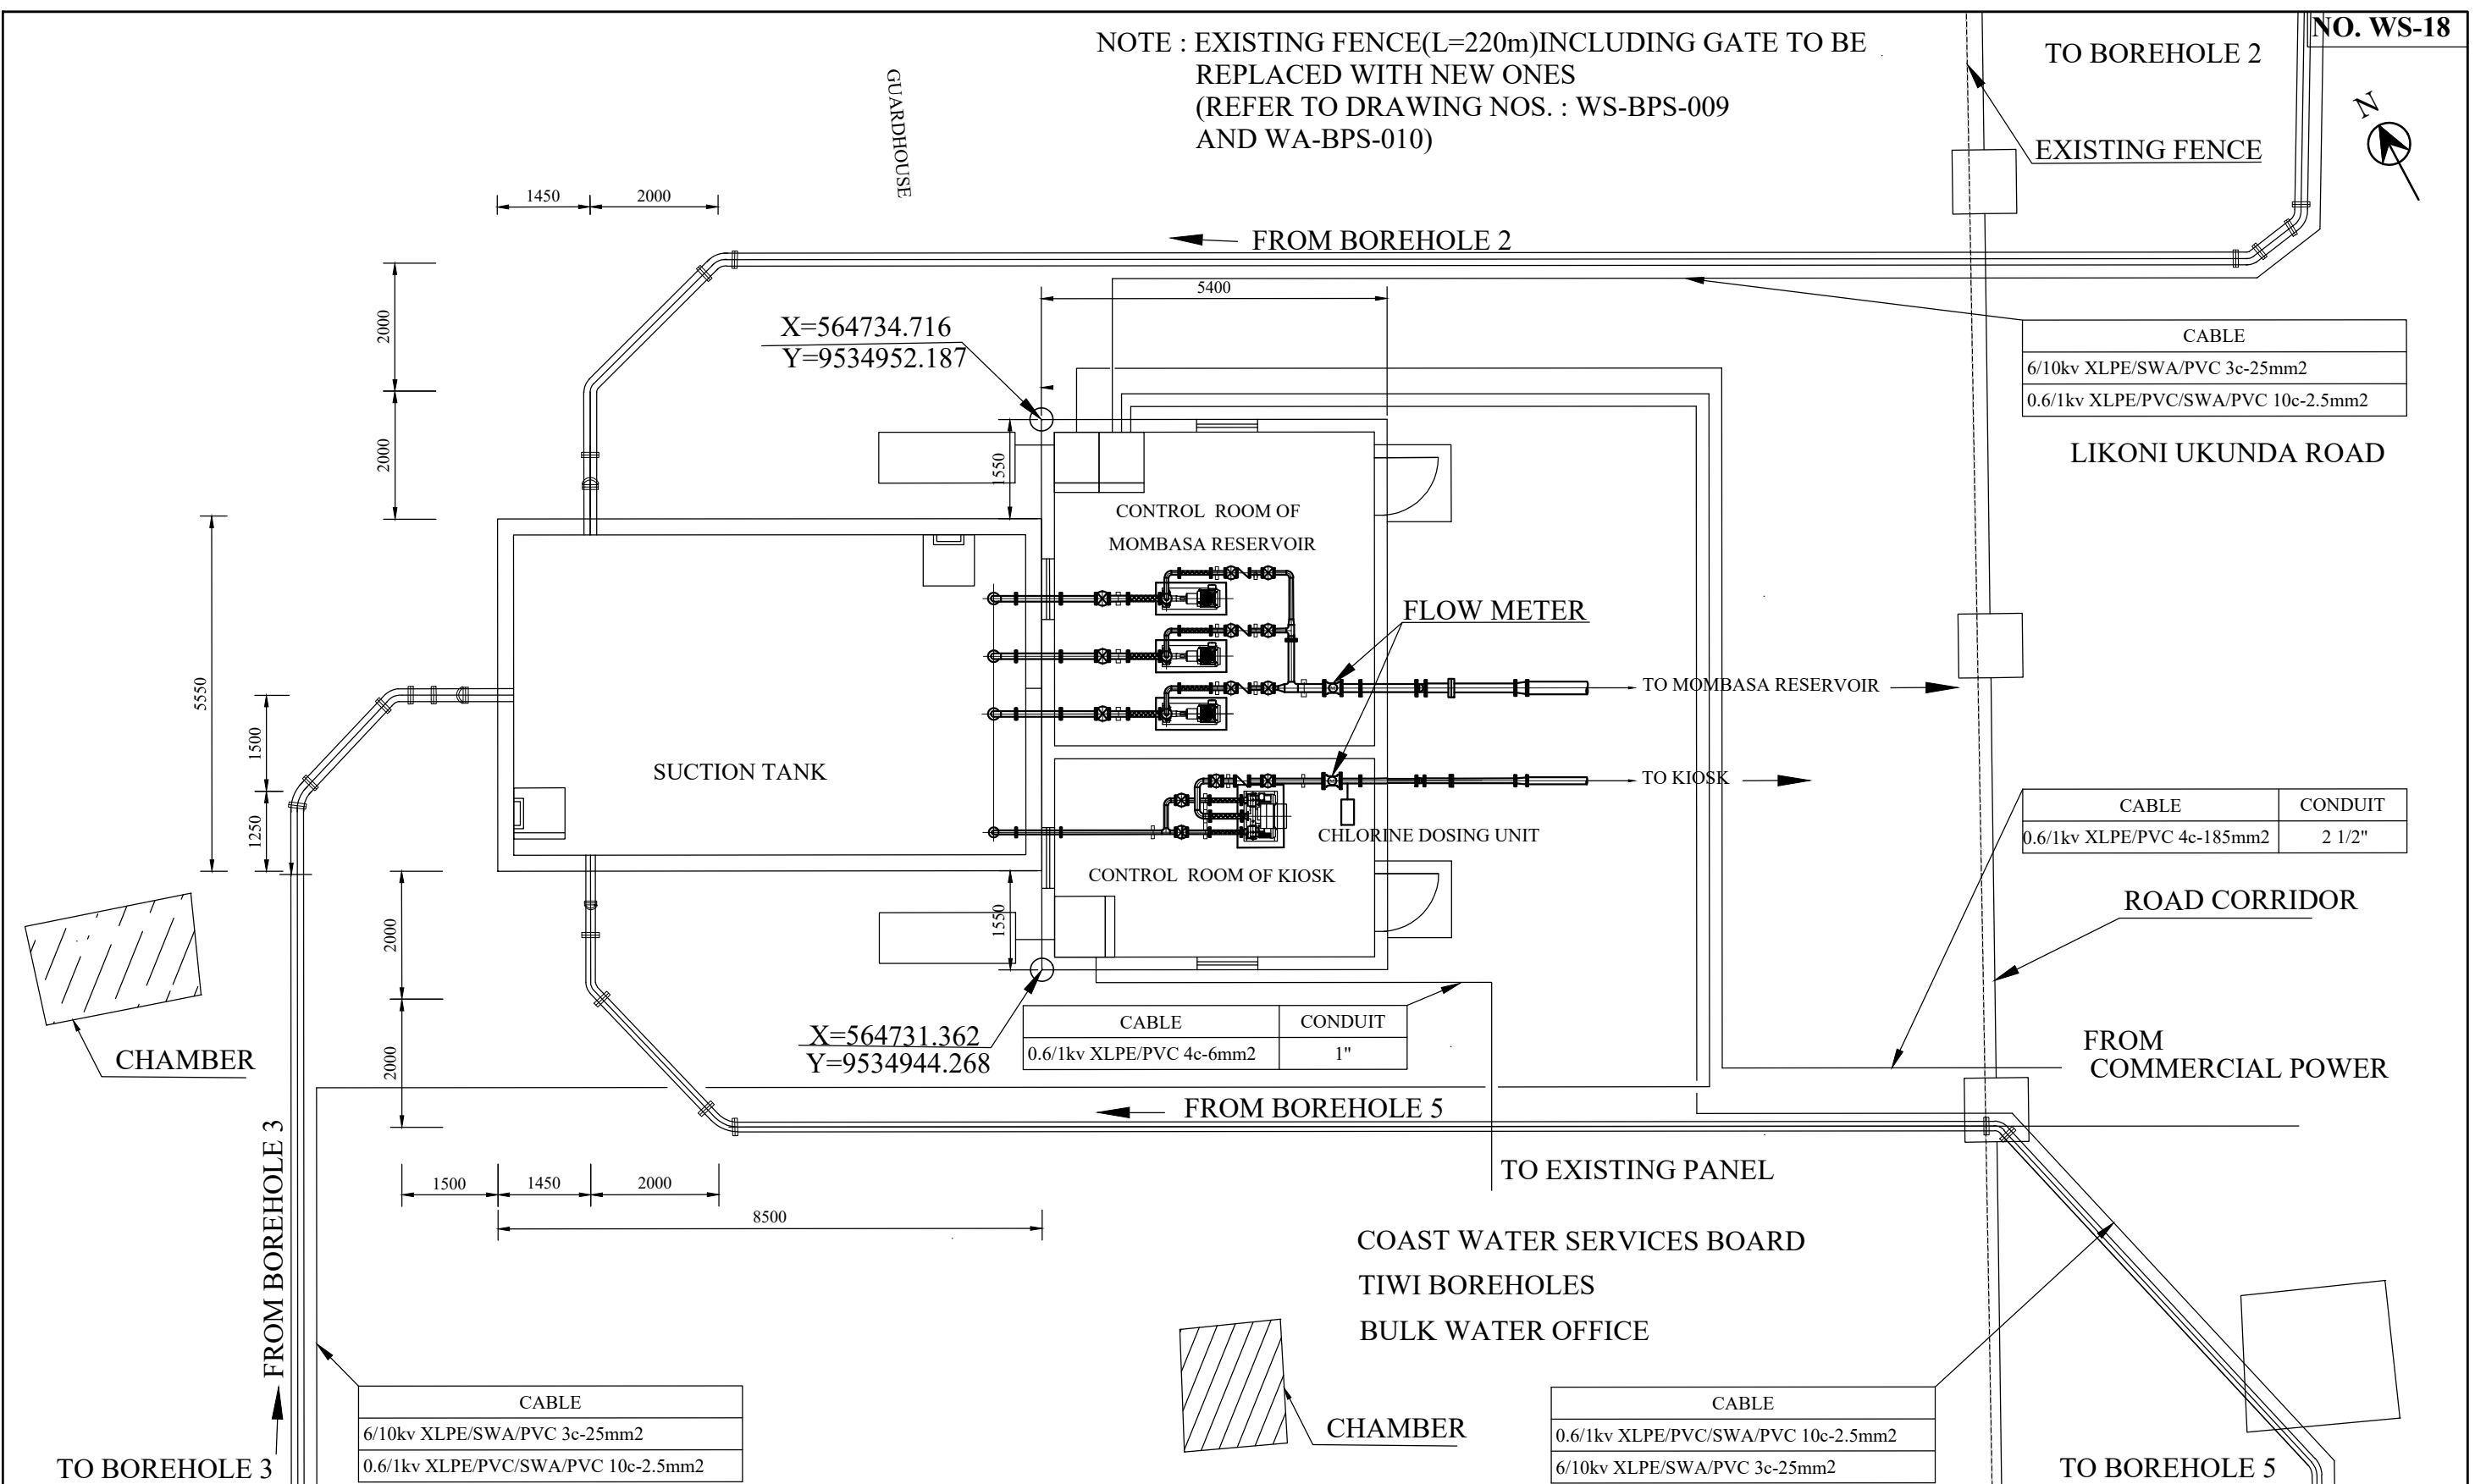 NO. WS-18
NOTE : EXISTING FENCE(L=220m)INCLUDING GATE TO BE
REPLACED WITH NEW ONES
(REFER TO DRAWING NOS. : WS-BPS-009
AND WA-BPS-010)
TO BOREHOLE 2
N
EXISTING FENCE
GUARDHOUSE
1450
2000
FROM BOREHOLE 2
2000
2000
5400
X=564734.716
Y=9534952.187
CABLE
6/10kv XLPE/SWA/PVC 3c-25mm2
0.6/1kv XLPE/PVC/SWA/PVC 10c-2.5mm2
LIKONI UKUNDA ROAD
1550
CONTROL ROOM OF
MOMBASA RESERVOIR
FLOW METER
TO MOMBASA RESERVOIR
5550
1500
1250
SUCTION TANK
TO KIOSK
CHLORINE DOSING UNIT
CONTROL ROOM OF KIOSK
CABLE CONDUIT
0.6/1kv XLPE/PVC 4c-185mm2 2 1/2"
ROAD CORRIDOR
1550
2000
2000
CHAMBER
X=564731.362
Y=9534944.268
CABLE CONDUIT
0.6/1kv XLPE/PVC 4c-6mm2 1"
FROM
COMMERCIAL POWER
FROM BOREHOLE 5
FROM BOREHOLE 3
TO EXISTING PANEL
1500
1450
2000
8500
COAST WATER SERVICES BOARD
TIWI BOREHOLES
BULK WATER OFFICE
CABLE
6/10kv XLPE/SWA/PVC 3c-25mm2
0.6/1kv XLPE/PVC/SWA/PVC 10c-2.5mm2
CHAMBER
CABLE
0.6/1kv XLPE/PVC/SWA/PVC 10c-2.5mm2
6/10kv XLPE/SWA/PVC 3c-25mm2
TO BOREHOLE 3
TO BOREHOLE 5